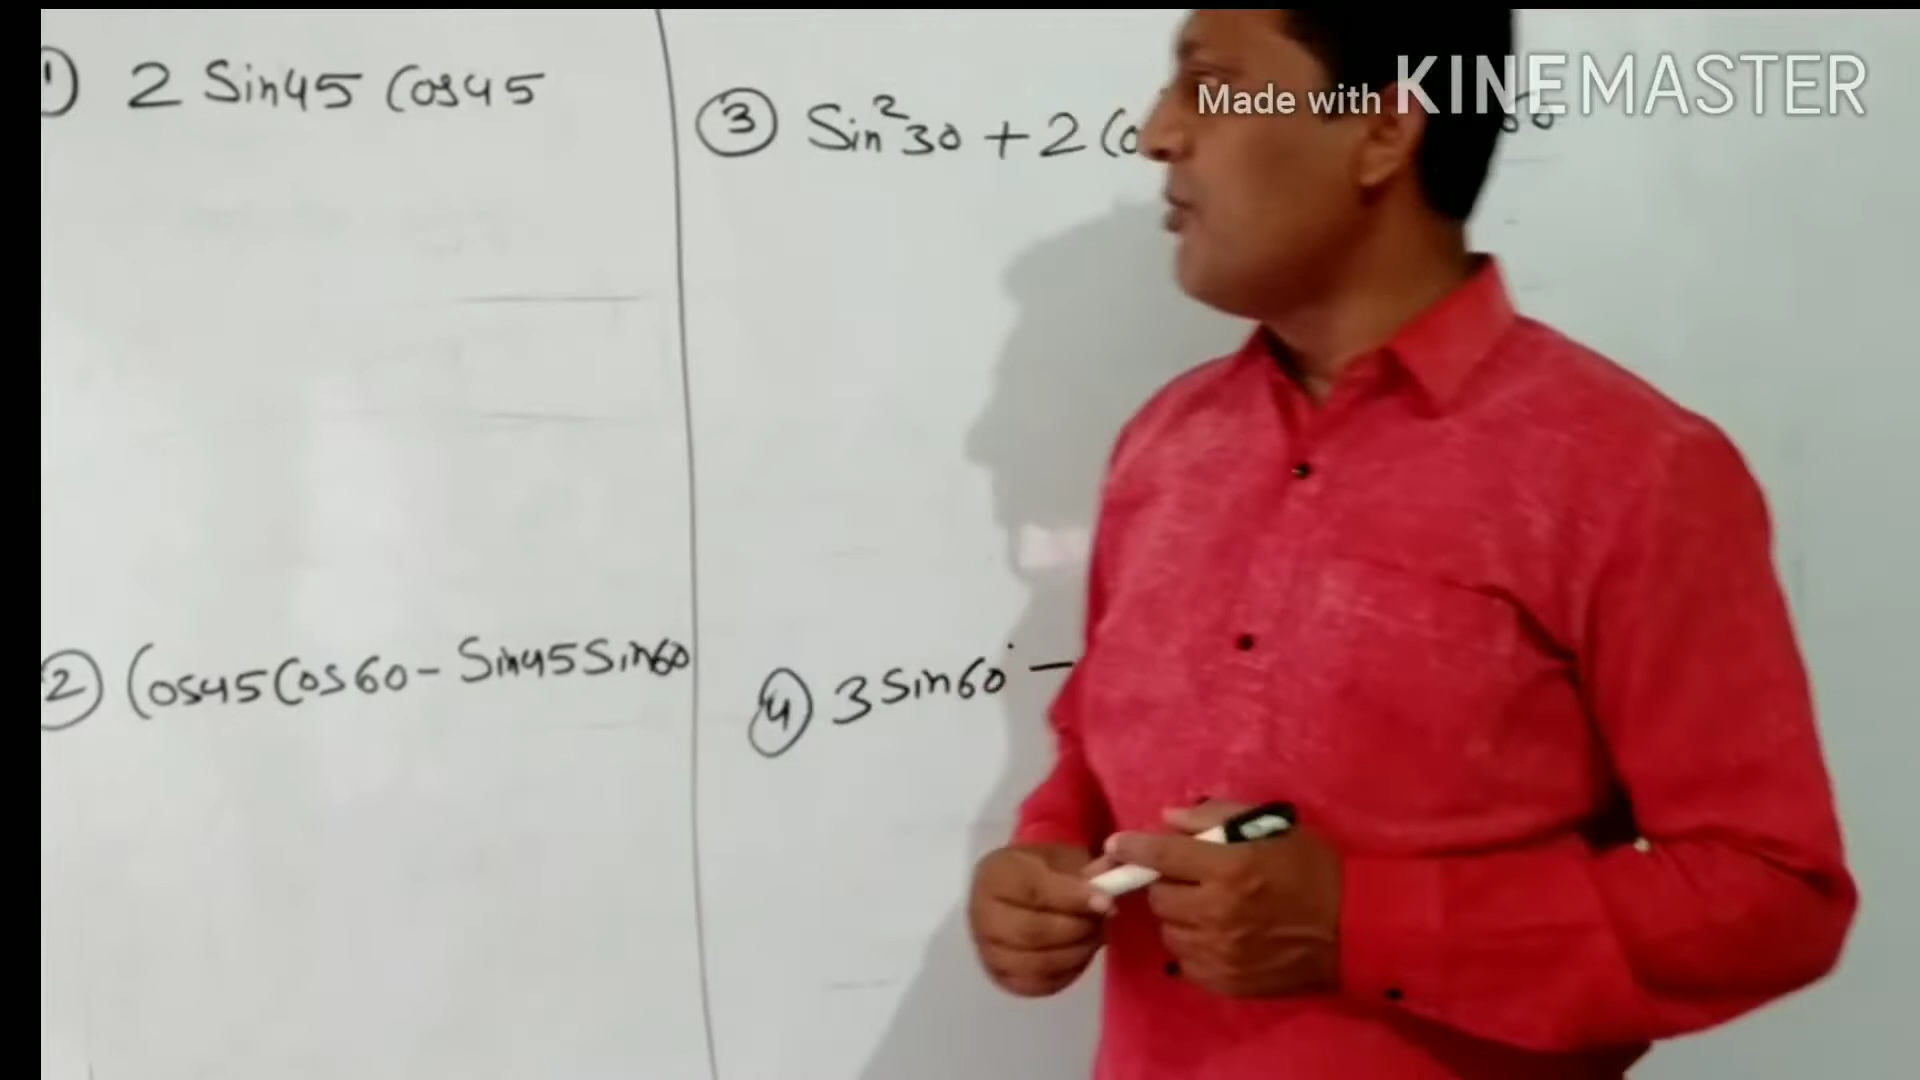 ① 2 Sin45 Cos45
② Cos45 Cos60 - Sin45 Sin60
③ Sin²30 + 2 Co
60
④ 3 Sin60° -
Made with KINEMASTER